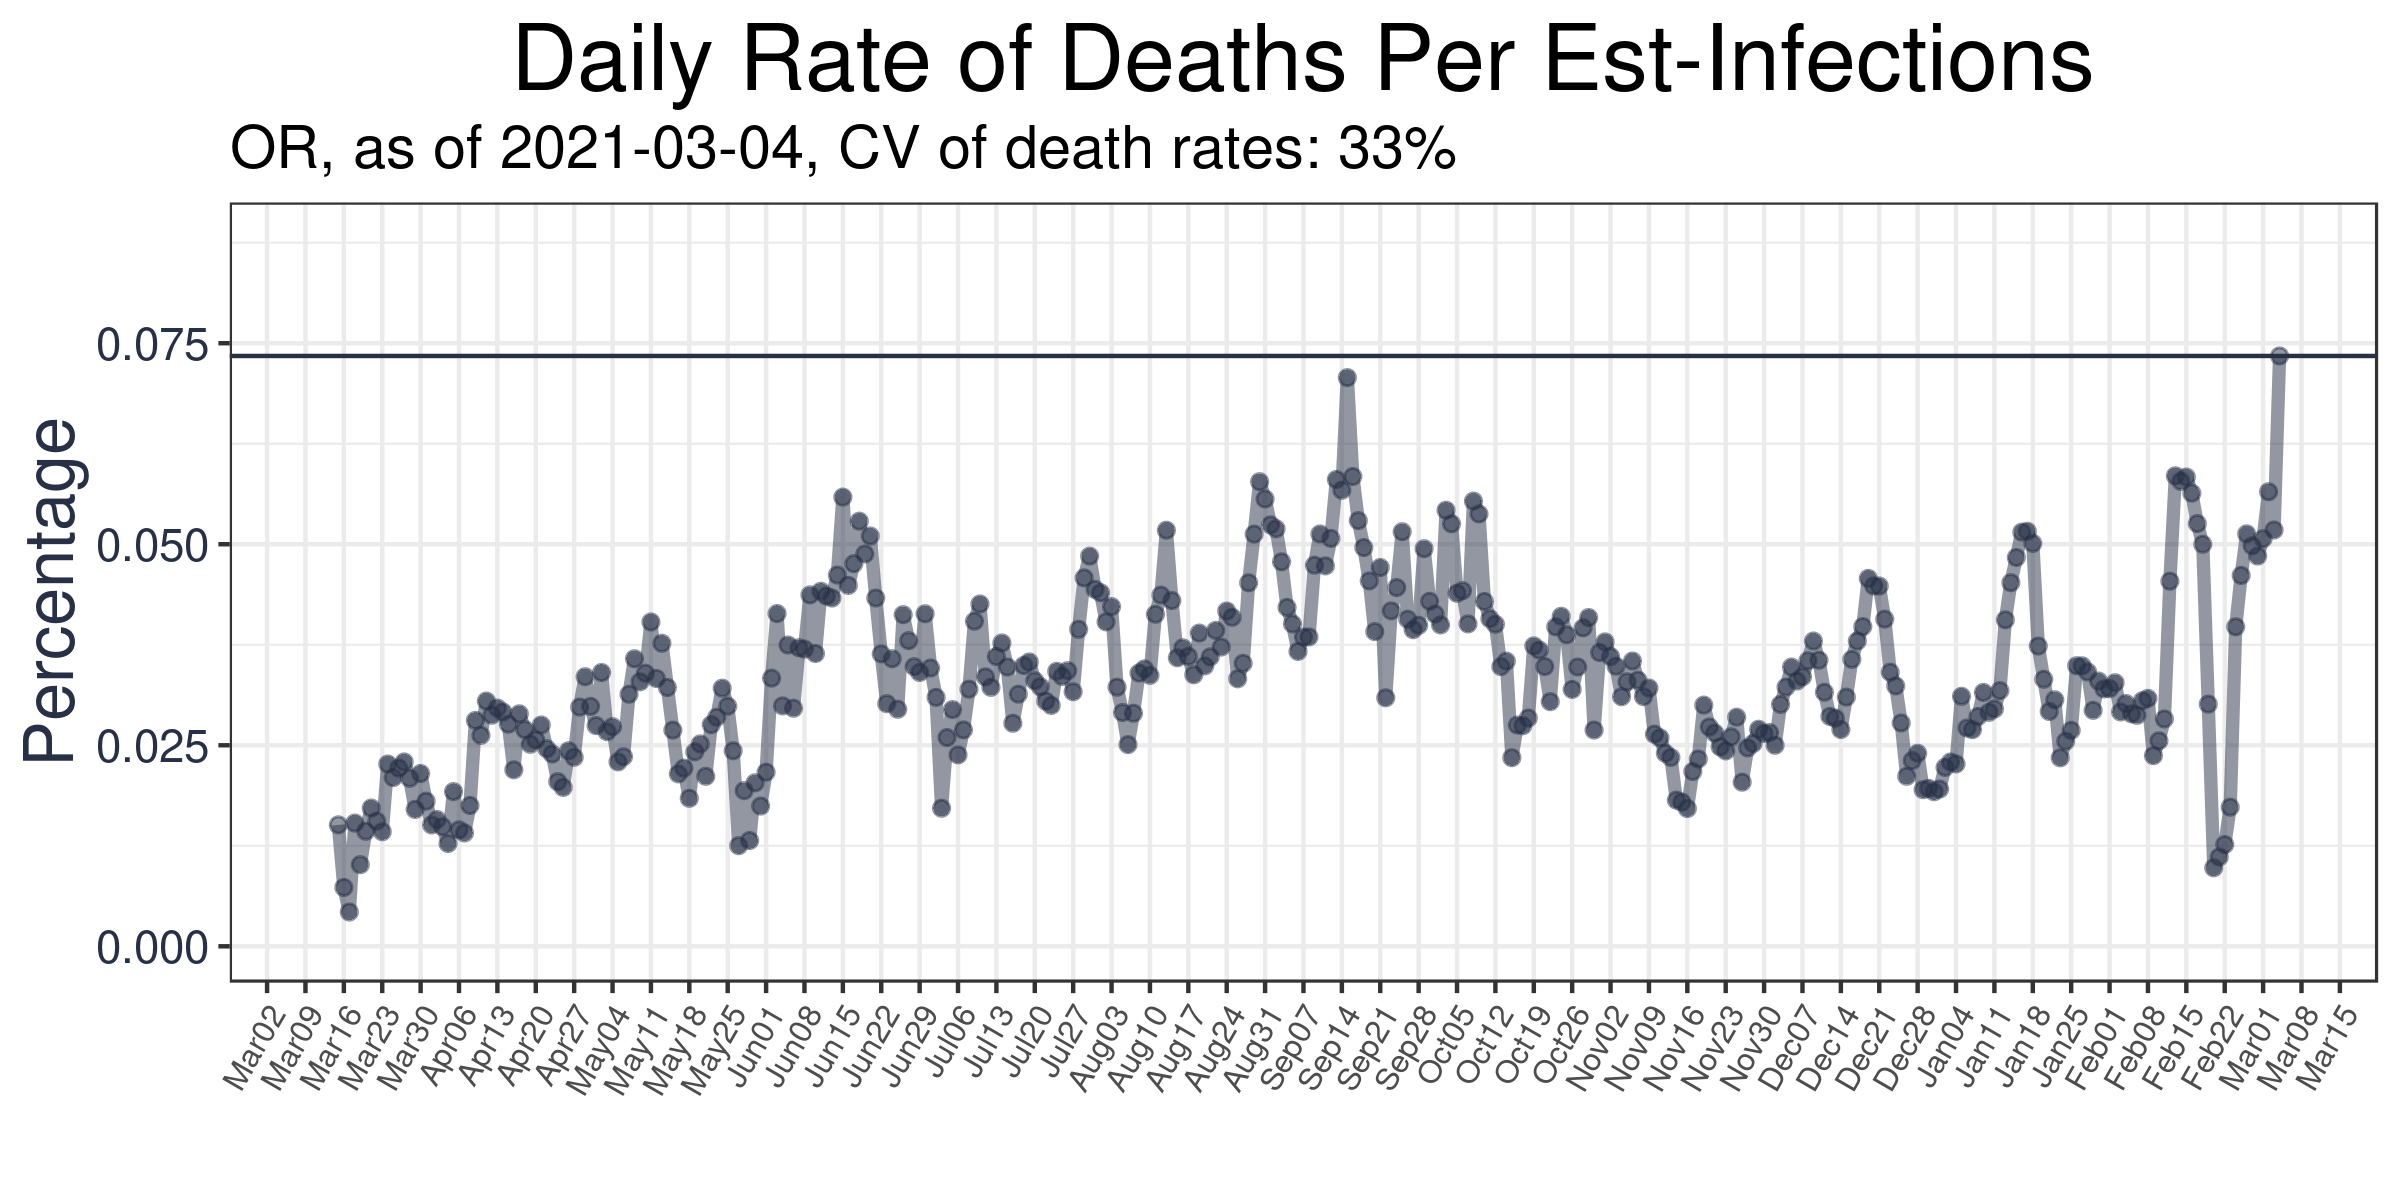 Daily Rate of Deaths Per Est-Infections
OR, as of 2021-03-04, CV of death rates: 33%
Percentage
0.075
0.050
0.025
0.000
Mar02
Mar09
Mar16
Mar23
Mar30
Apr06
Apr13
Apr20
Apr27
May04
May11
May18
May25
Jun01
Jun08
Jun15
Jun22
Jun29
Jul06
Jul13
Jul20
Jul27
Aug03
Aug10
Aug17
Aug24
Aug31
Sep07
Sep14
Sep21
Sep28
Oct05
Oct12
Oct19
Oct26
Nov02
Nov09
Nov16
Nov23
Nov30
Dec07
Dec14
Dec21
Dec28
Jan04
Jan11
Jan18
Jan25
Feb01
Feb08
Feb15
Feb22
Mar01
Mar08
Mar15